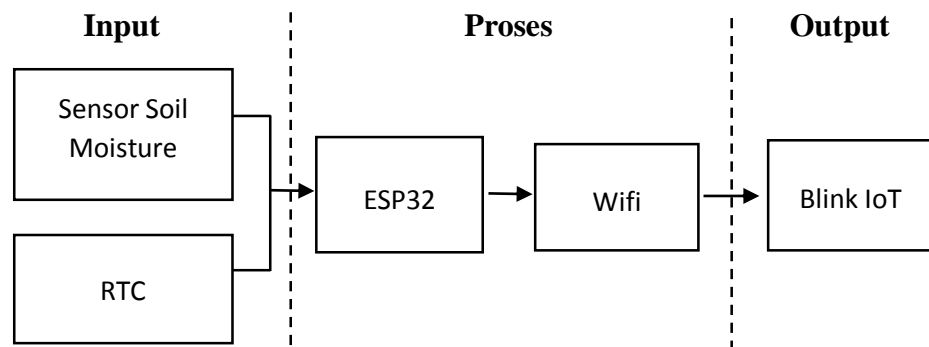 Input
Proses
Output
Sensor Soil
Moisture
RTC
ESP32
Wifi
Blink IoT